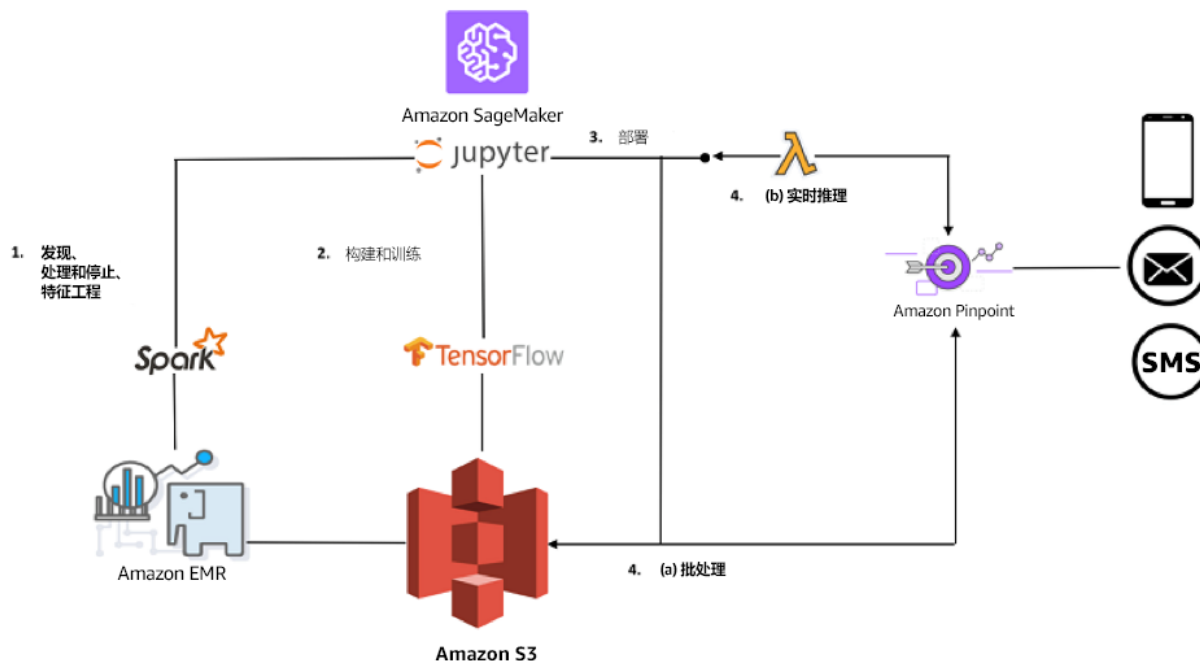 Amazon SageMaker
jupyter
3. 部署
4. (b) 实时推理
1. 发现、
处理和停止、
特征工程
2. 构建和训练
Amazon Pinpoint
Spark
TensorFlow
SMS
Amazon EMR
4. (a) 批处理
Amazon S3